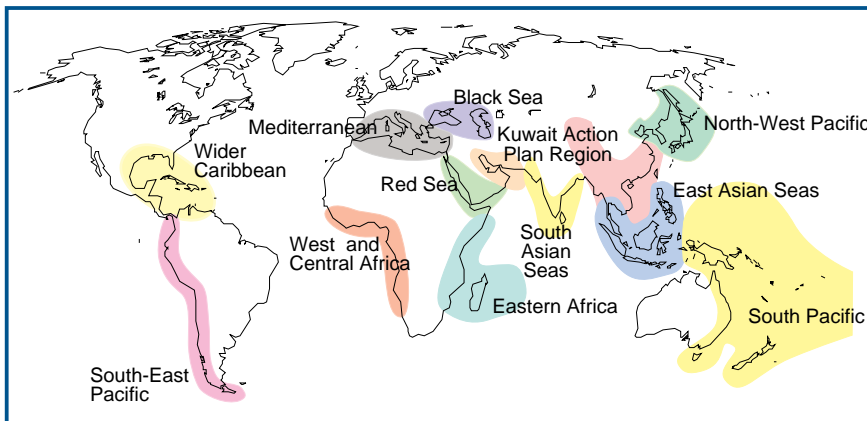 Black Sea
Mediterranean
North-West Pacific
Kuwait Action
Plan Region
Wider
Caribbean
Red Sea
East Asian Seas
South
Asian
Seas
West and
Central Africa
Eastern Africa
South Pacific
South-East
Pacific